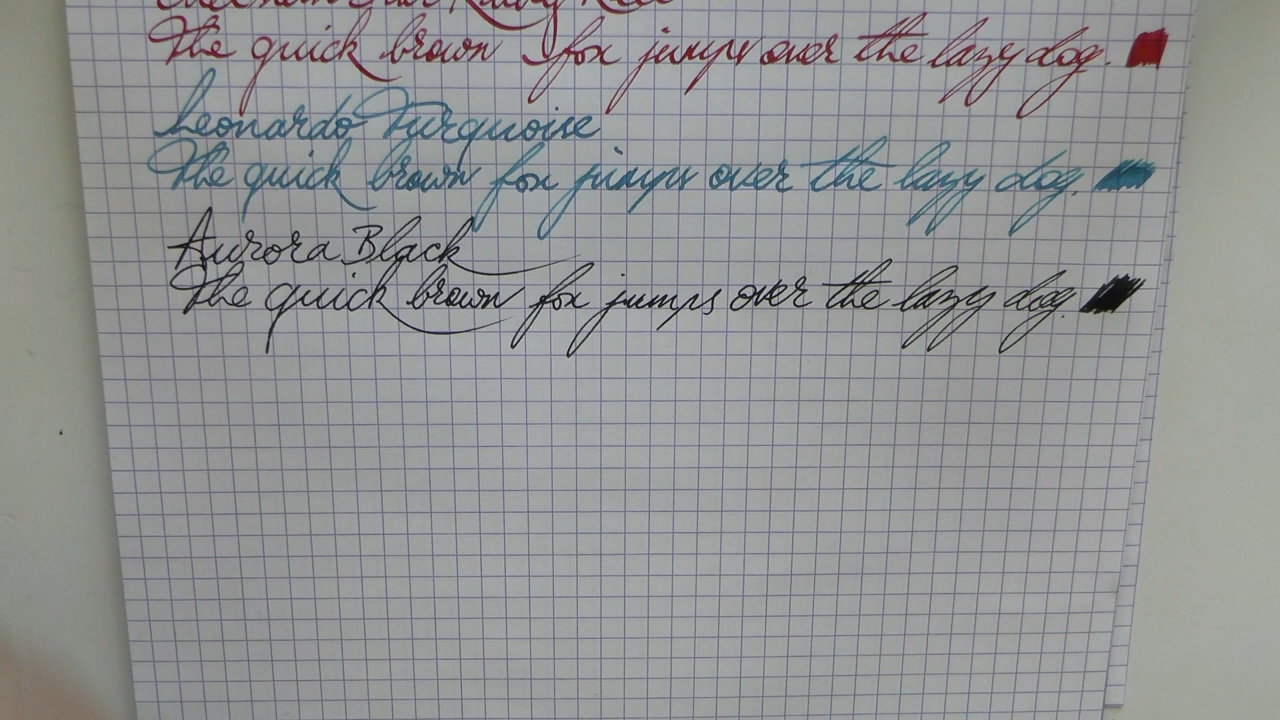 The quick brown fox jumps over the lazy dog.
Leonardo Turquoise
The quick brown fox jumps over the lazy dog.
Aurora Black
The quick brown fox jumps over the lazy dog.